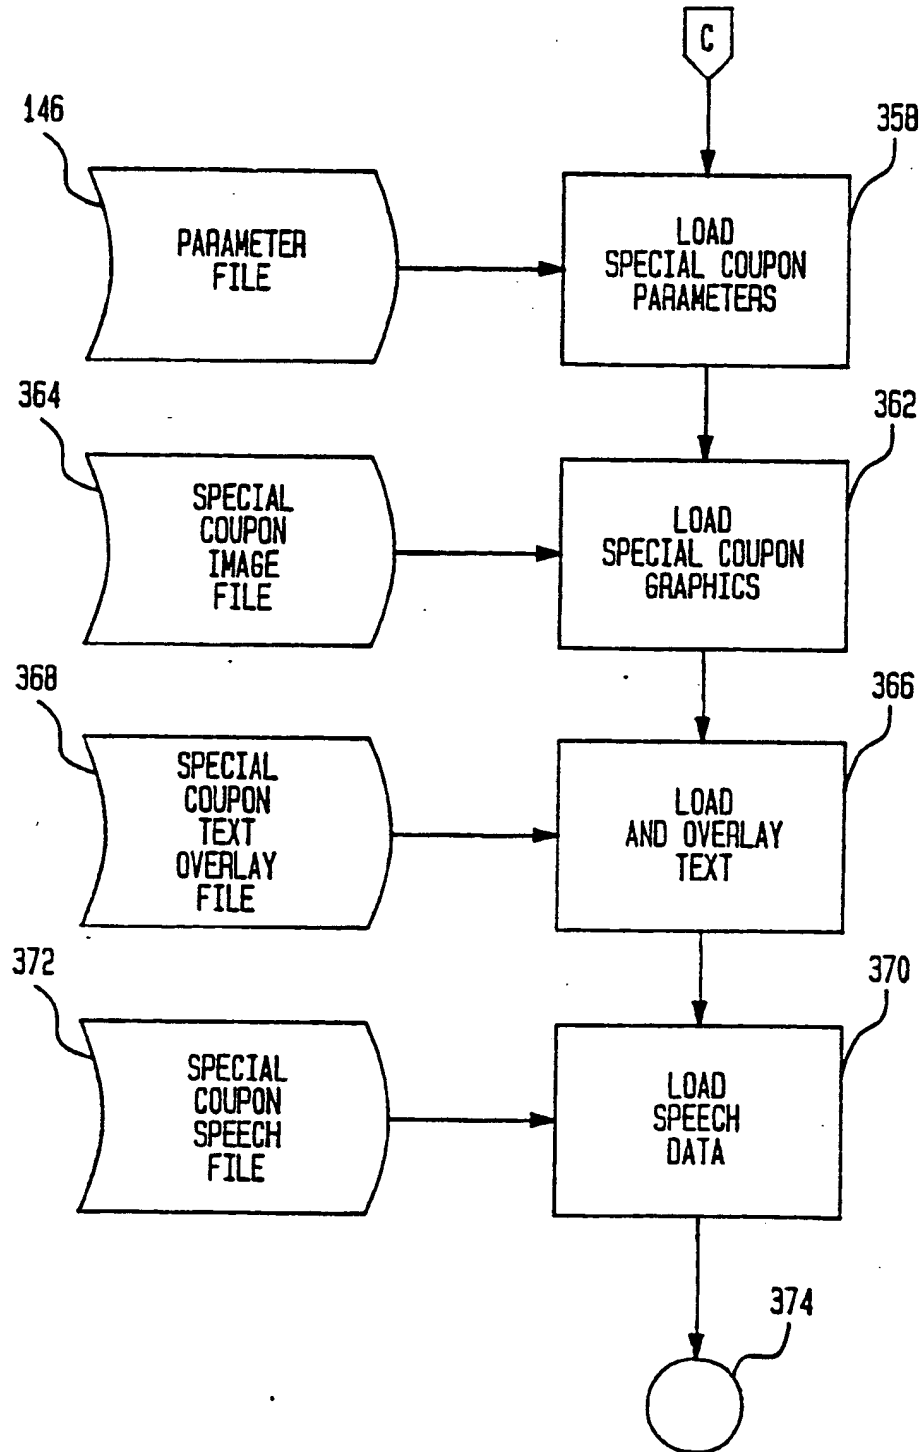 C
146
358
PARAMETER
FILE
LOAD
SPECIAL COUPON
PARAMETERS
364
362
SPECIAL
COUPON
IMAGE
FILE
LOAD
SPECIAL COUPON
GRAPHICS
368
366
SPECIAL
COUPON
TEXT
OVERLAY
FILE
LOAD
AND OVERLAY
TEXT
372
370
SPECIAL
COUPON
SPEECH
FILE
LOAD
SPEECH
DATA
374